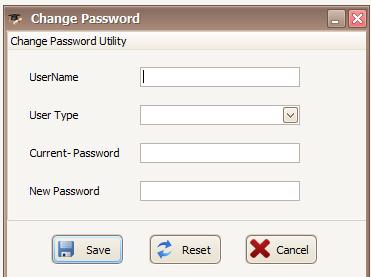 Change Password
Change Password Utility
UserName
User Type
Current- Password
New Password
Save Reset Cancel